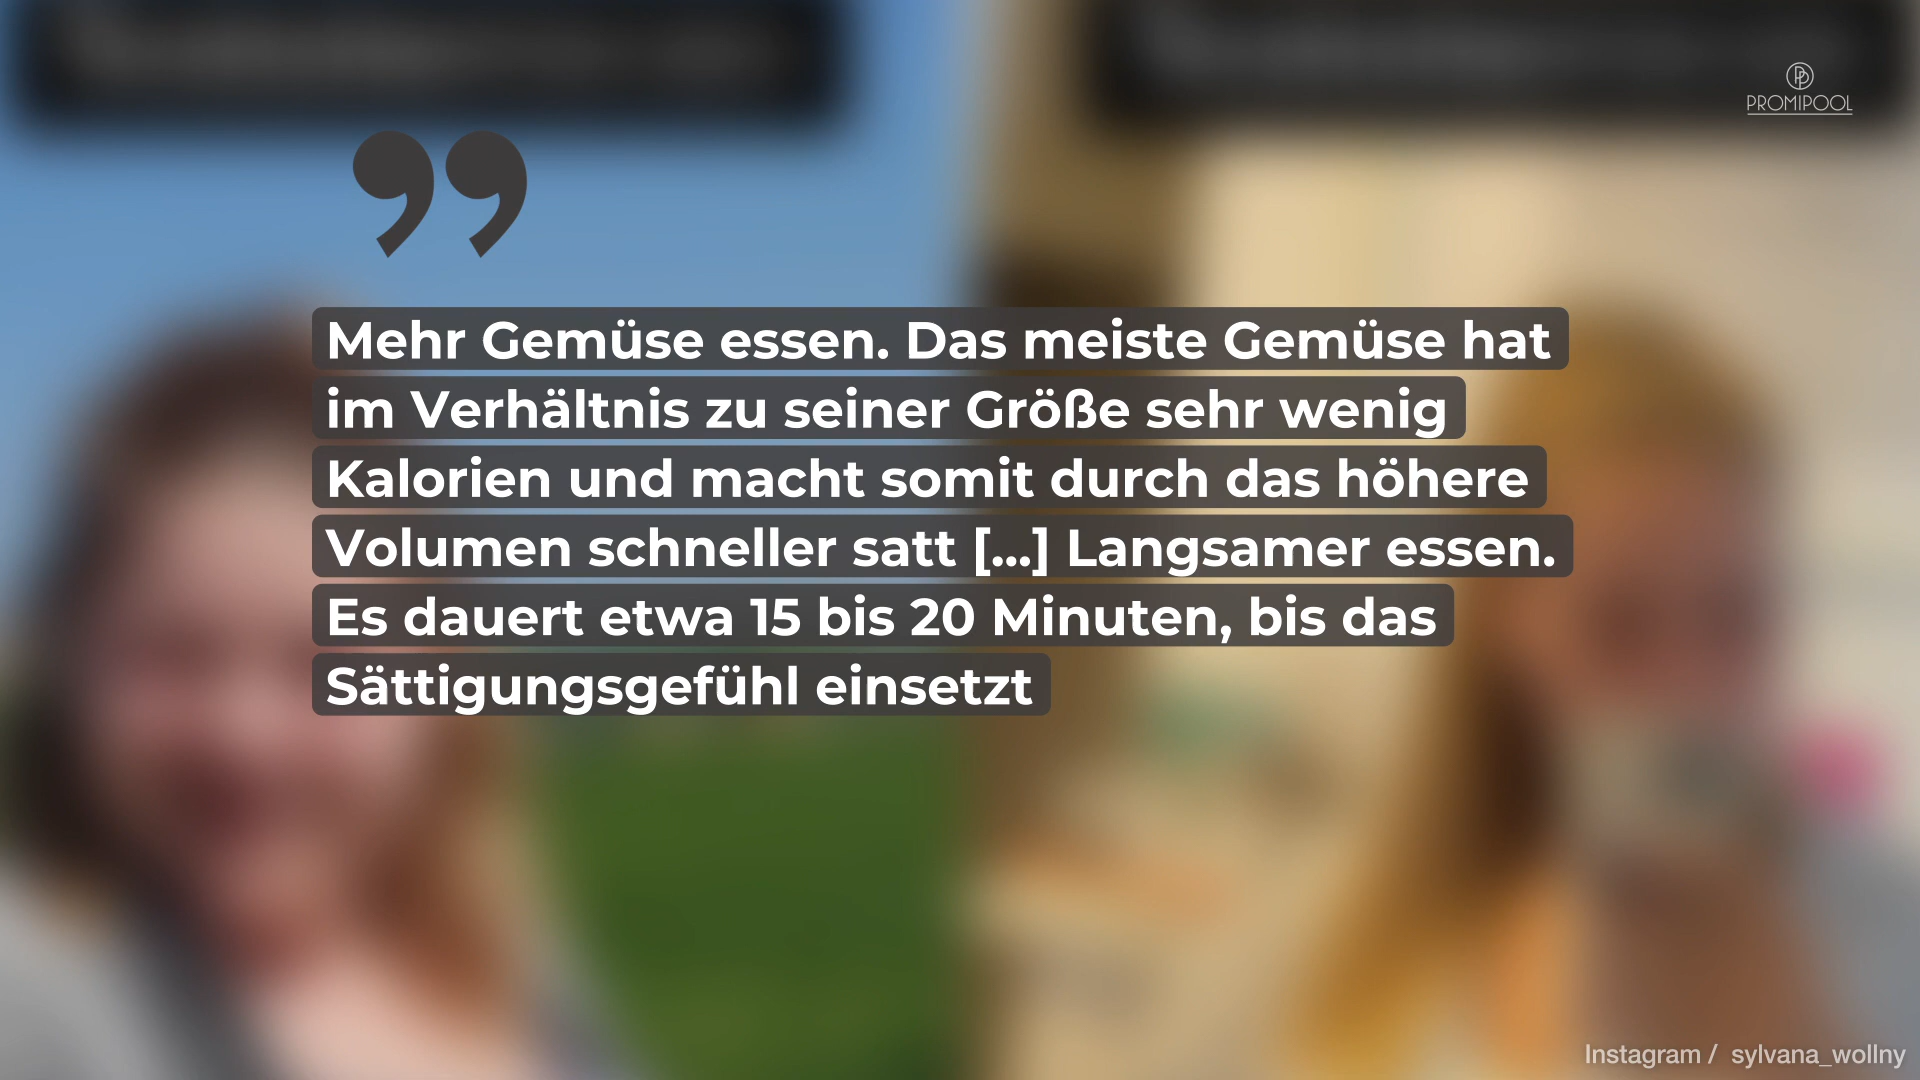 PROMIPOOL
”
Mehr Gemüse essen. Das meiste Gemüse hat
im Verhältnis zu seiner Größe sehr wenig
Kalorien und macht somit durch das höhere
Volumen schneller satt [...] Langsamer essen.
Es dauert etwa 15 bis 20 Minuten, bis das
Sättigungsgefühl einsetzt
Instagram / sylvana_wollny